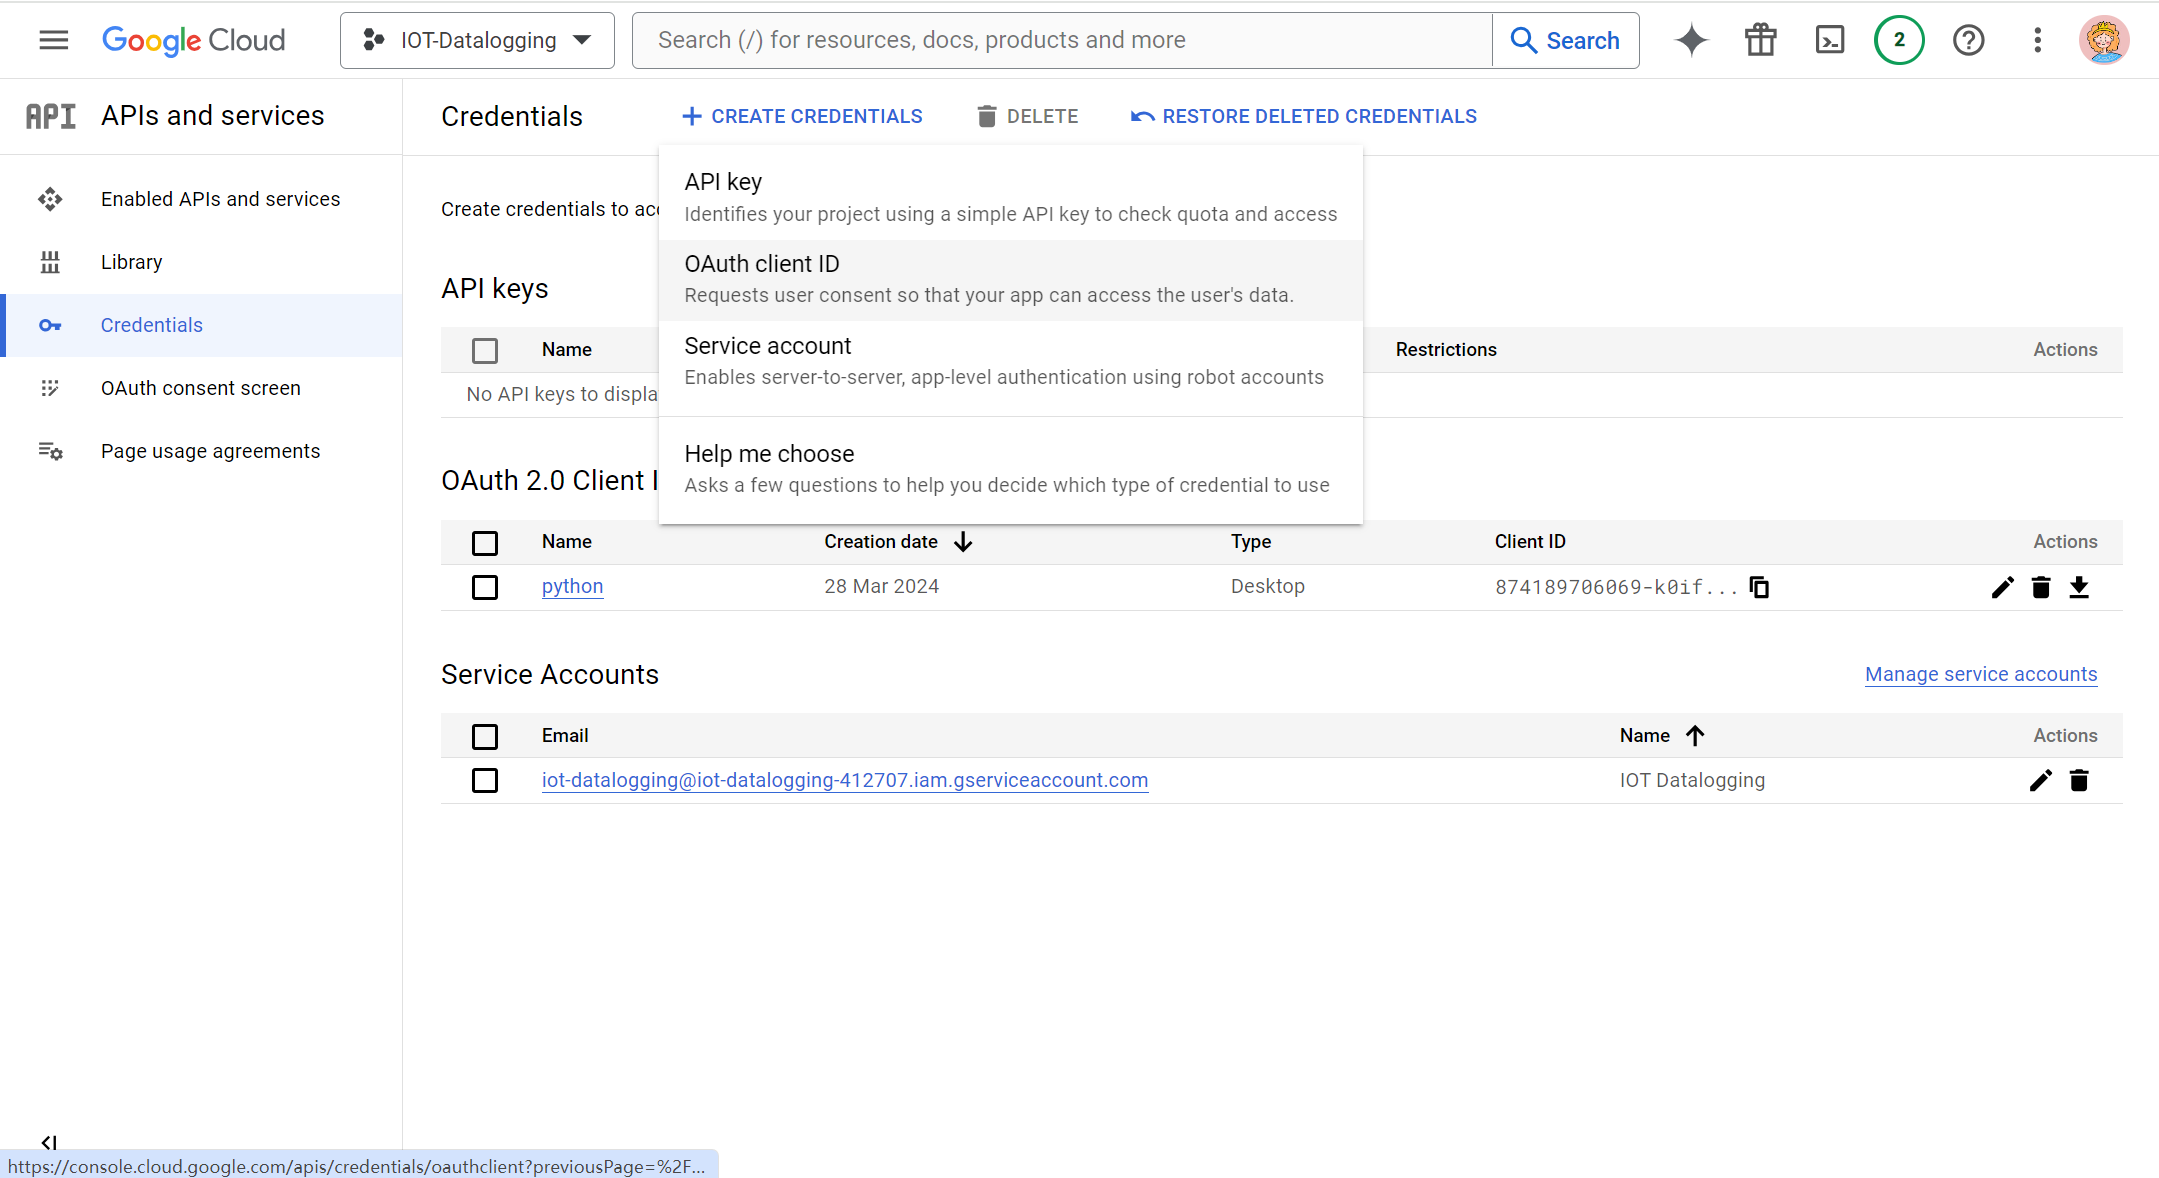 Google Cloud
IOT-Datalogging
Search (/) for resources, docs, products and more
Search
2
API APIs and services
Credentials
CREATE CREDENTIALS
DELETE
RESTORE DELETED CREDENTIALS
Enabled APIs and services
Library
Credentials
OAuth consent screen
Page usage agreements
Create credentials to acc
API key
Identifies your project using a simple API key to check quota and access
OAuth client ID
Requests user consent so that your app can access the user's data.
Service account
Enables server-to-server, app-level authentication using robot accounts
Help me choose
Asks a few questions to help you decide which type of credential to use
API keys
Name Restrictions Actions
No API keys to displa
OAuth 2.0 Client I
Name Creation date Type Client ID Actions
python 28 Mar 2024 Desktop 874189706069-k0if...
Service Accounts
Manage service accounts
Email Name Actions
iot-datalogging@iot-datalogging-412707.iam.gserviceaccount.com IOT Datalogging
https://console.cloud.google.com/apis/credentials/oauthclient?previousPage=%2F...